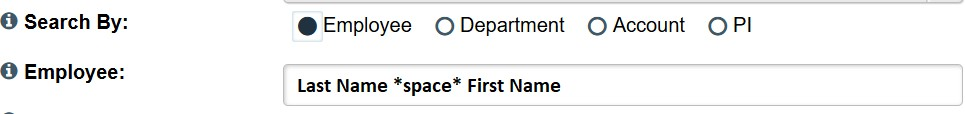 Search By: Employee Department Account PI
Employee: Last Name *space* First Name